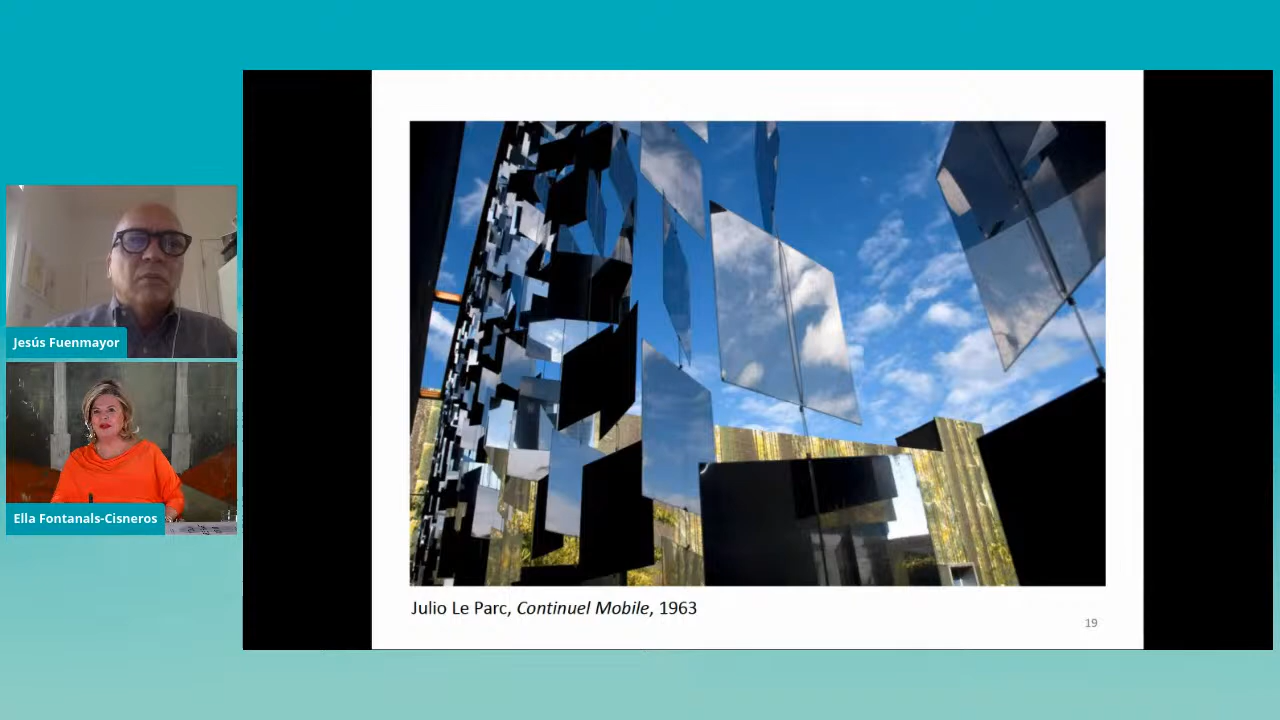 Jesús Fuenmayor
Ella Fontanals-Cisneros
Julio Le Parc, Continuel Mobile, 1963
19